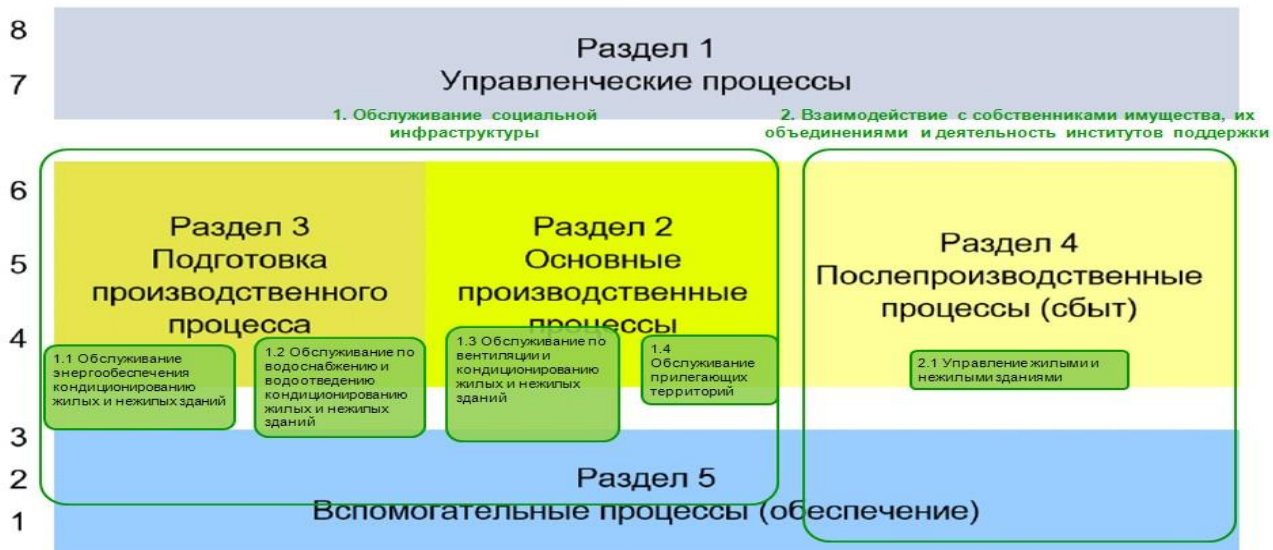 8
7
Раздел 1
Управленческие процессы
1. Обслуживание социальной
инфраструктуры
2. Взаимодействие с собственниками имущества, их
объединениями и деятельность институтов поддержки
6
5
4
Раздел 3
Подготовка
производственного
процесса
Раздел 2
Основные
производственные
процессы
Раздел 4
Послепроизводственные
процессы (сбыт)
1.1 Обслуживание
энергообеспечения
кондиционированию
жилых и нежилых зданий
1.2 Обслуживание по
водоснабжению и
водоотведению
кондиционированию
жилых и нежилых
зданий
1.3 Обслуживание по
вентиляции и
кондиционированию
жилых и нежилых
зданий
1.4
Обслуживание
прилегающих
территорий
2.1 Управление жилыми и
нежилыми зданиями
3
2
1
Раздел 5
Вспомогательные процессы (обеспечение)